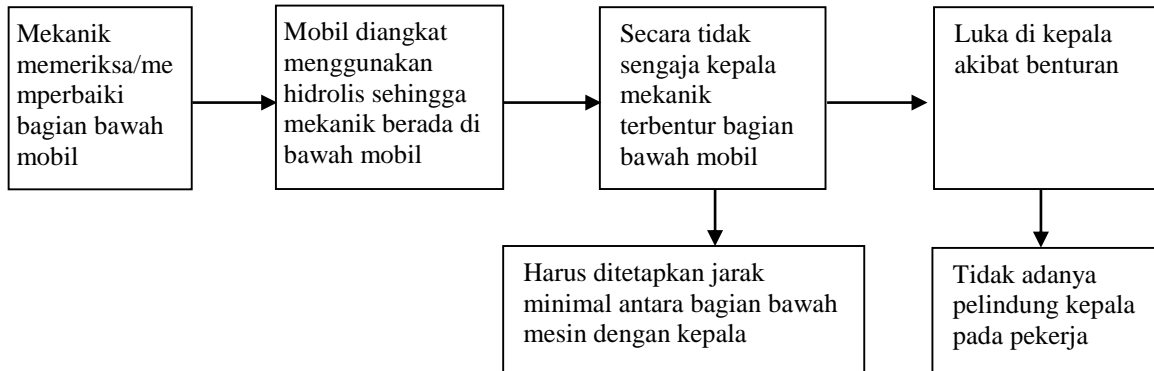 Mekanik
memeriksa/me
mperbaiki
bagian bawah
mobil
Mobil diangkat
menggunakan
hidrolis sehingga
mekanik berada di
bawah mobil
Secara tidak
sengaja kepala
mekanik
terbentur bagian
bawah mobil
Luka di kepala
akibat benturan
Harus ditetapkan jarak
minimal antara bagian bawah
mesin dengan kepala
Tidak adanya
pelindung kepala
pada pekerja